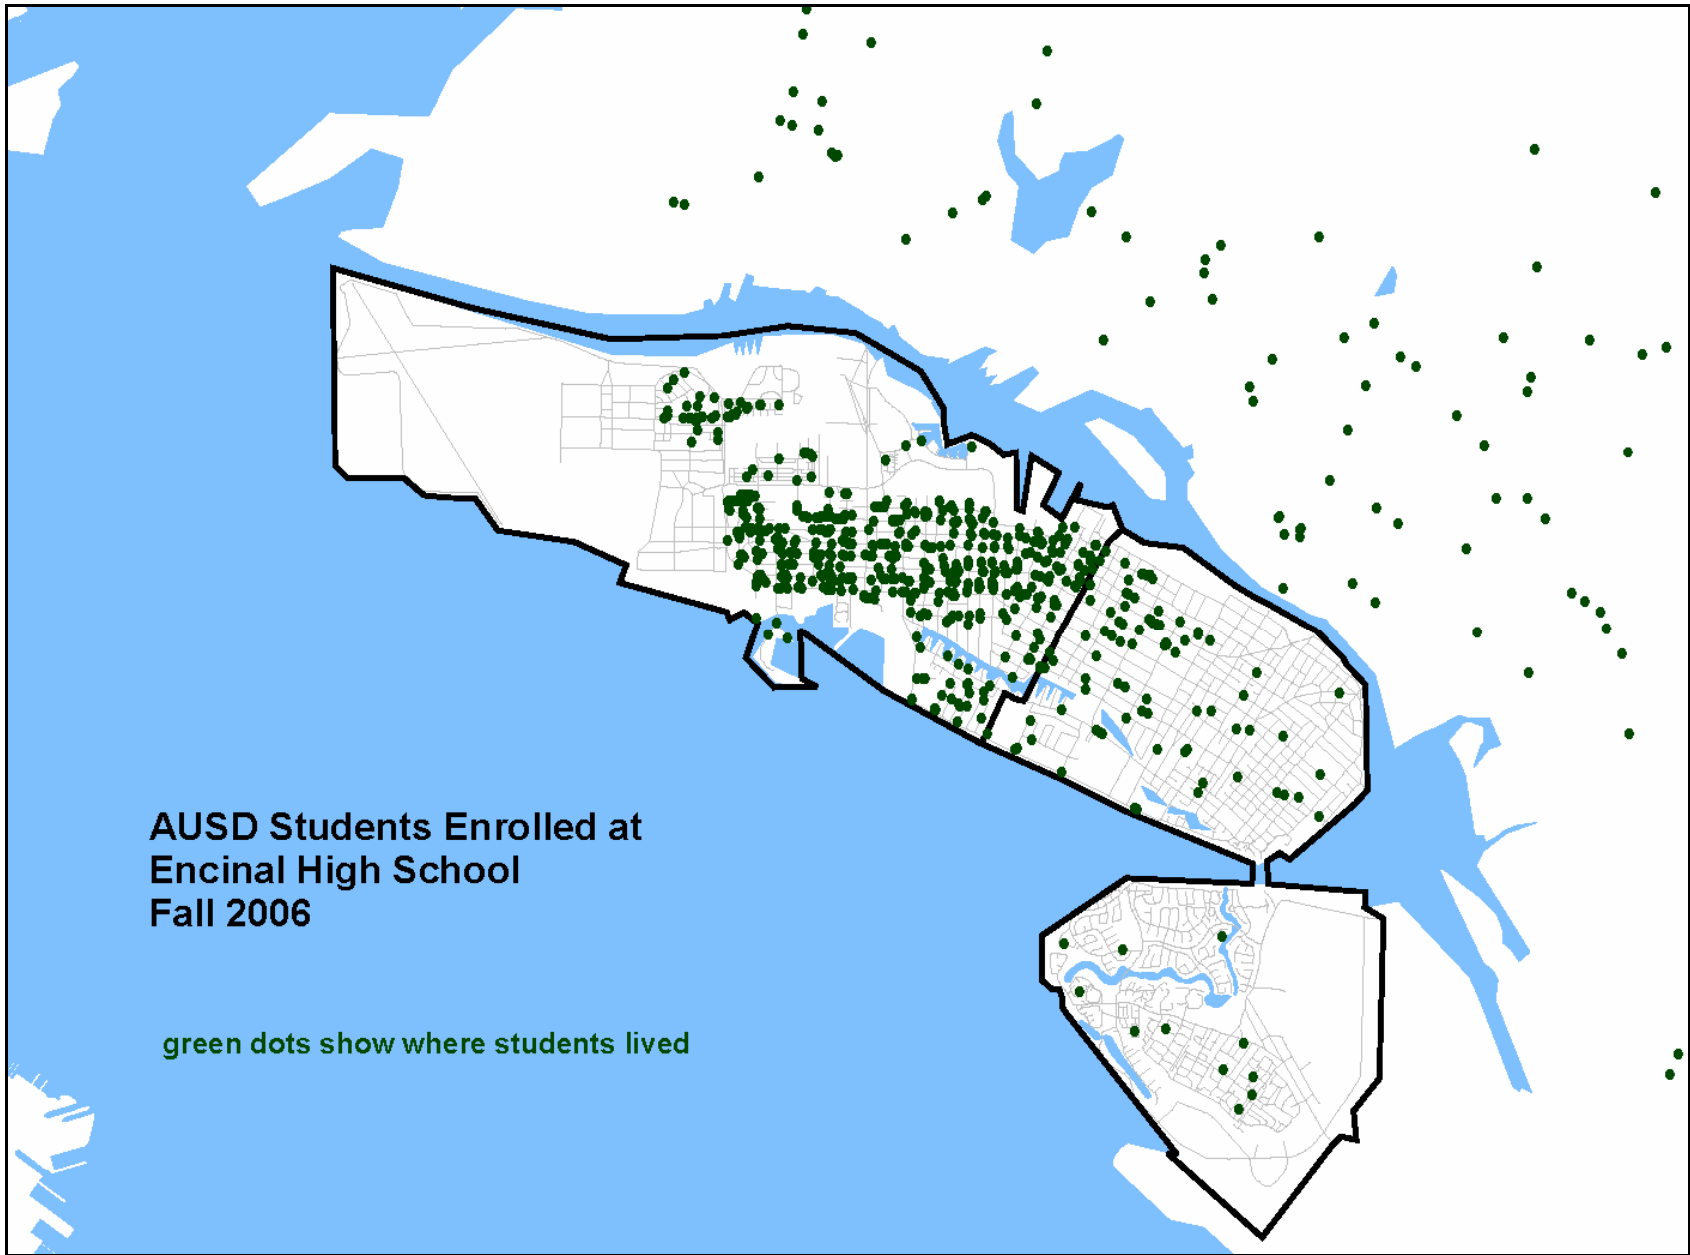 AUSD Students Enrolled at
Encinal High School
Fall 2006
green dots show where students lived